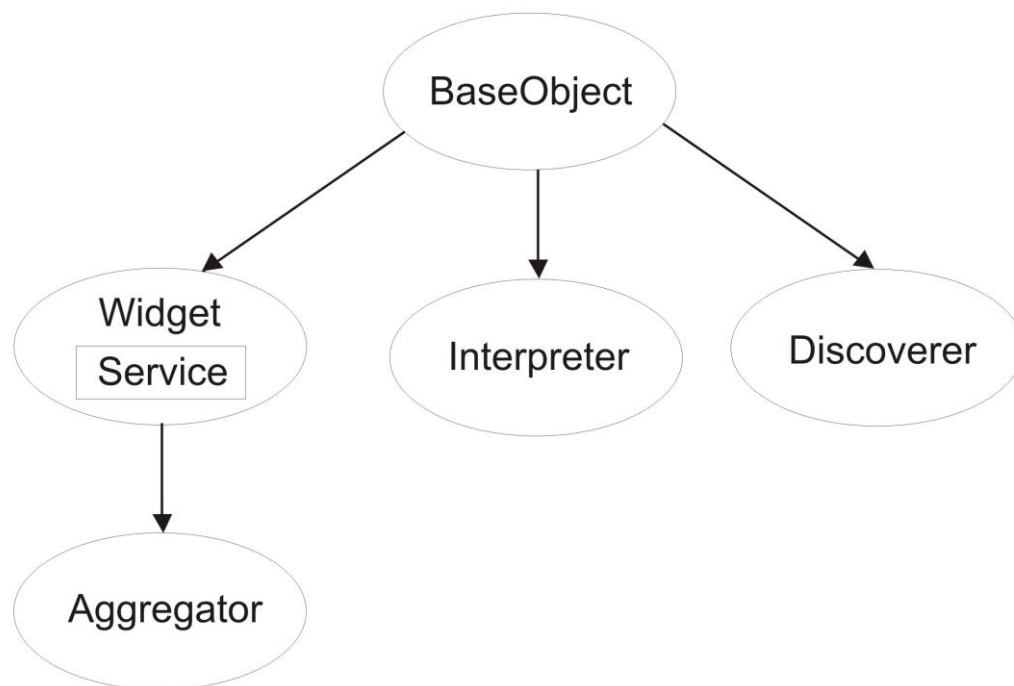 BaseObject
Widget
Service
Interpreter
Discoverer
Aggregator